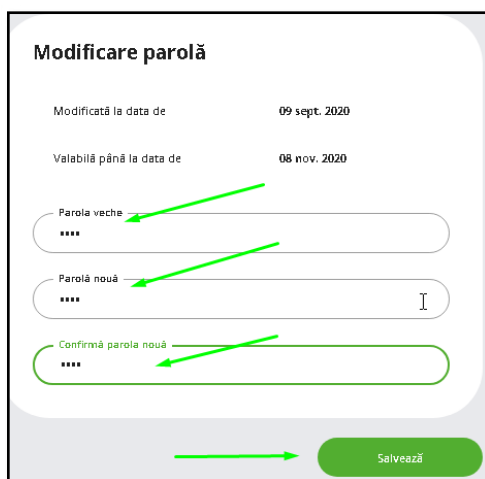 Modificare parolă
Modificată la data de 09 sept. 2020
Valabilă până la data de 08 nov. 2020
Parola veche
••••
Parolă nouă
••••
Confirmă parola nouă
••••
Salvează